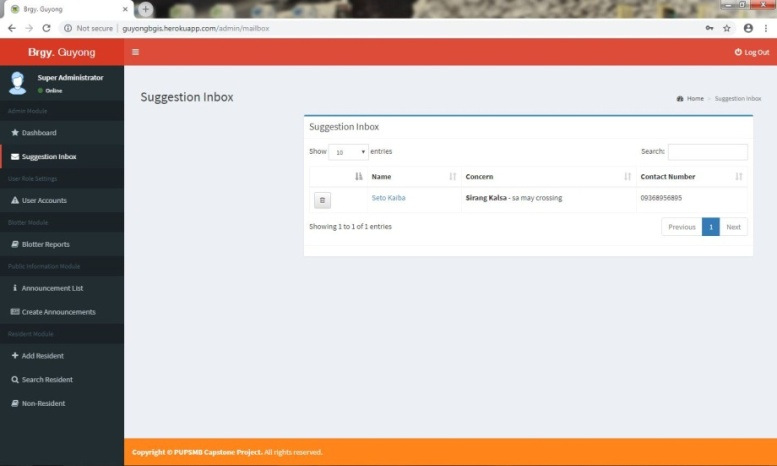 Brgy. Guyong
Not secure | guyongbgis.herokuapp.com/admin/mailbox
Brgy. Guyong
Log Out
Super Administrator
Online
Admin Module
Dashboard
Suggestion Inbox
User Role Settings
User Accounts
Blotter Module
Blotter Reports
Public Information Module
Announcement List
Create Announcements
Resident Module
Add Resident
Search Resident
Non-Resident
Suggestion Inbox
Home > Suggestion Inbox
Suggestion Inbox
Show 10 entries
Search:
Name Concern Contact Number
Seto Kaiba Sirang Kalsa - sa may crossing 09368956895
Showing 1 to 1 of 1 entries
Previous 1 Next
Copyright © PUPSMB Capstone Project. All rights reserved.